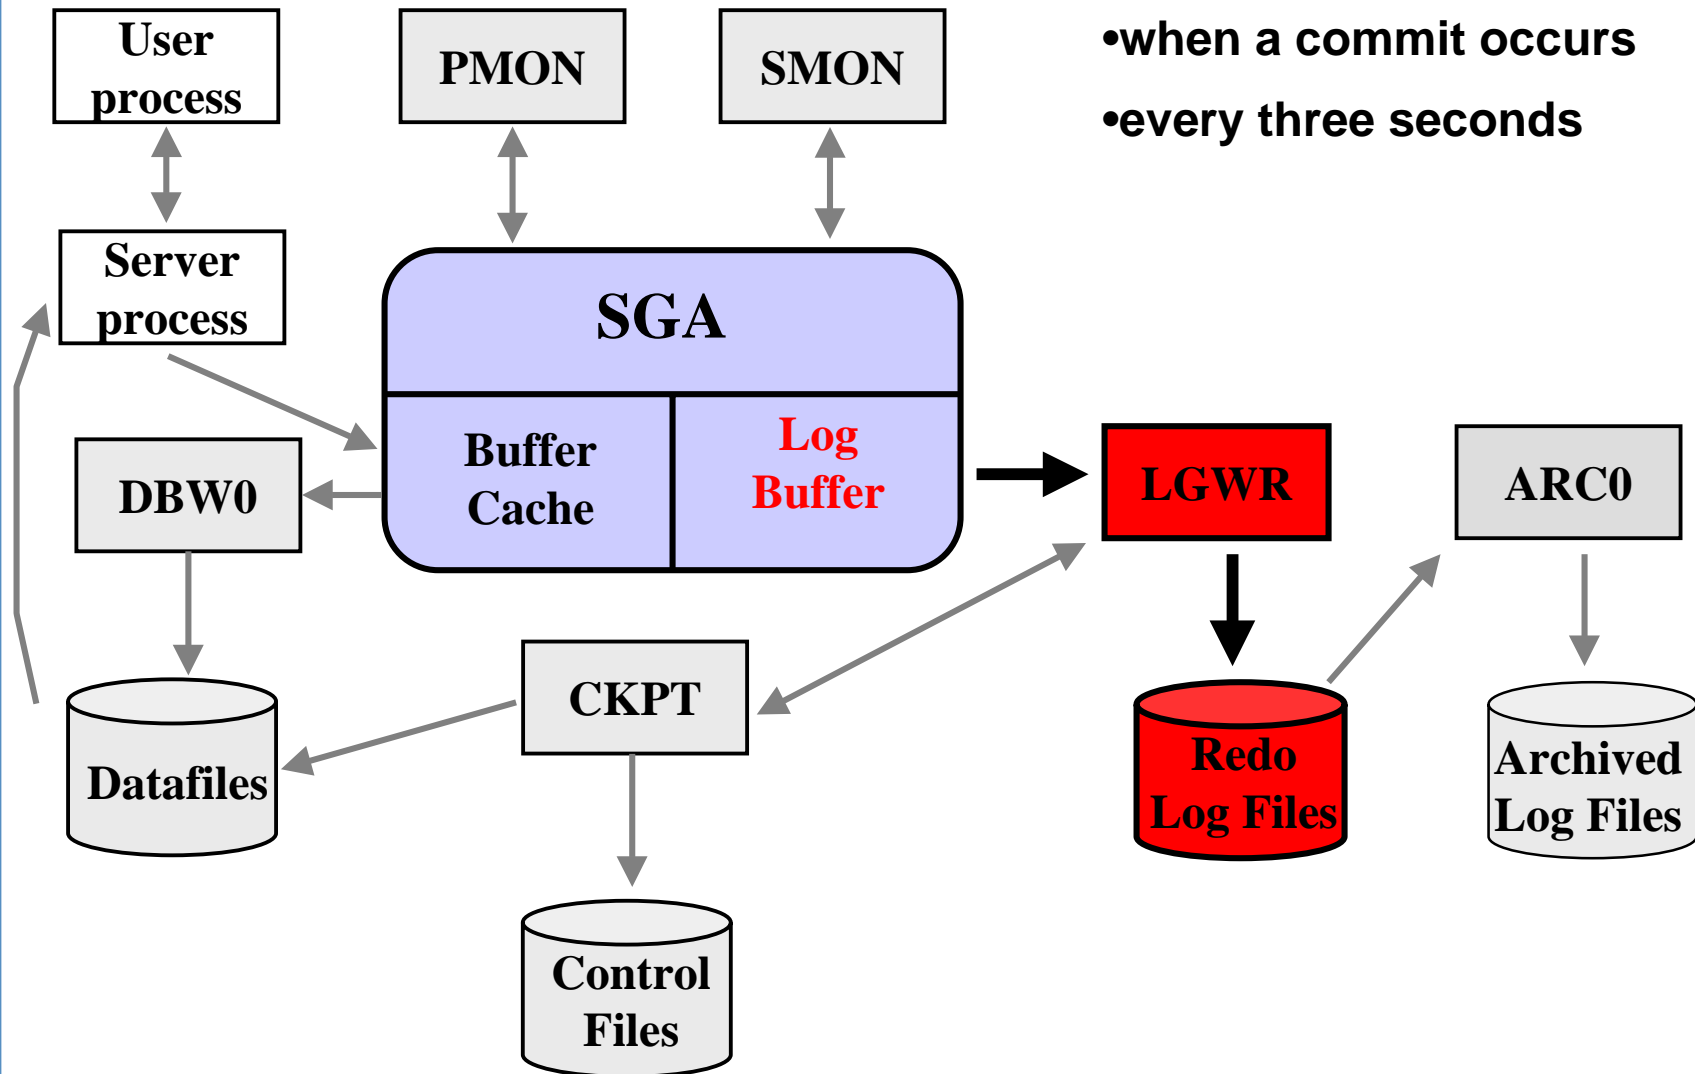 User
process
PMON
SMON
•when a commit occurs
•every three seconds
Server
process
SGA
Buffer
Cache
Log
Buffer
DBW0
LGWR
ARC0
CKPT
Datafiles
Redo
Log Files
Archived
Log Files
Control
Files